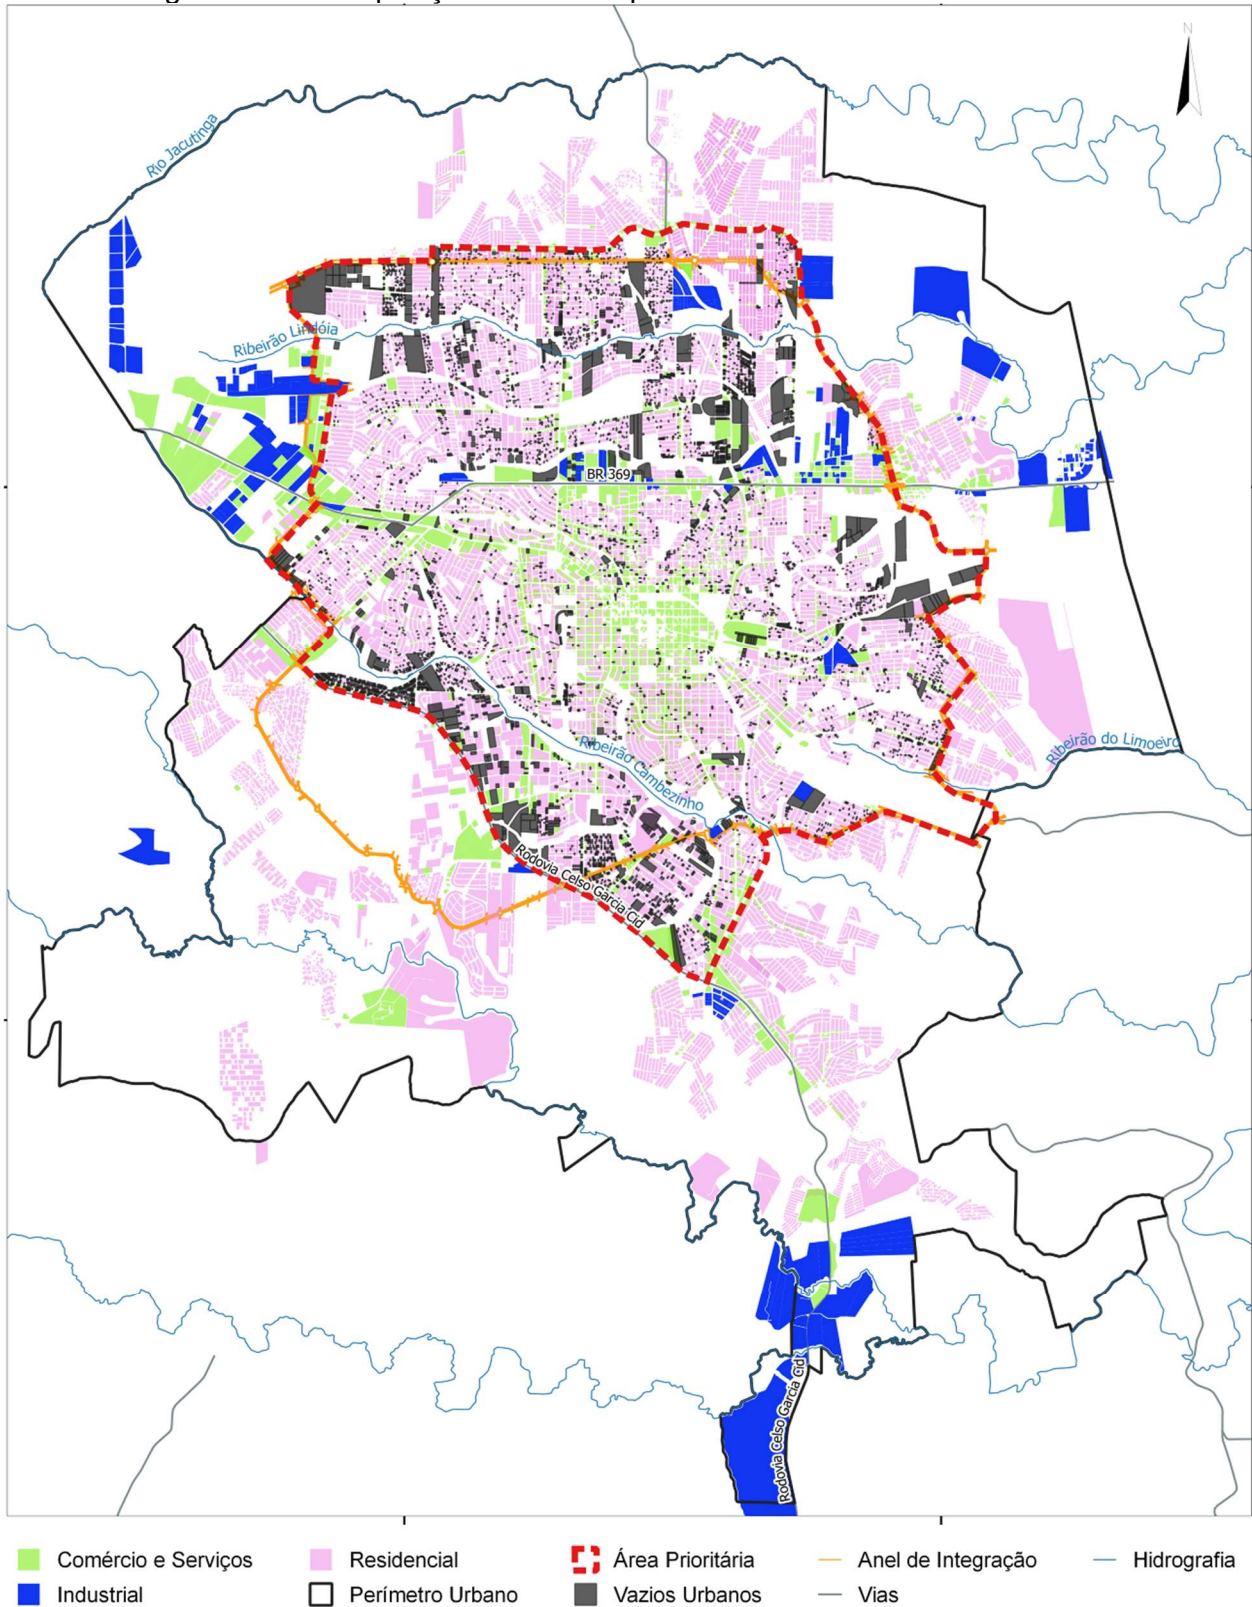 N
Rio Jacutinga
Ribeirão Lindóia
BR 369
Ribeirão do Limoeiro
Ribeirão Cambezinho
Rodovia Celso Garcia Cid
Rodovia Celso Garcia Cid
Comércio e Serviços
Residencial
Área Prioritária
Anel de Integração
Hidrografia
Industrial
Perímetro Urbano
Vazios Urbanos
Vias